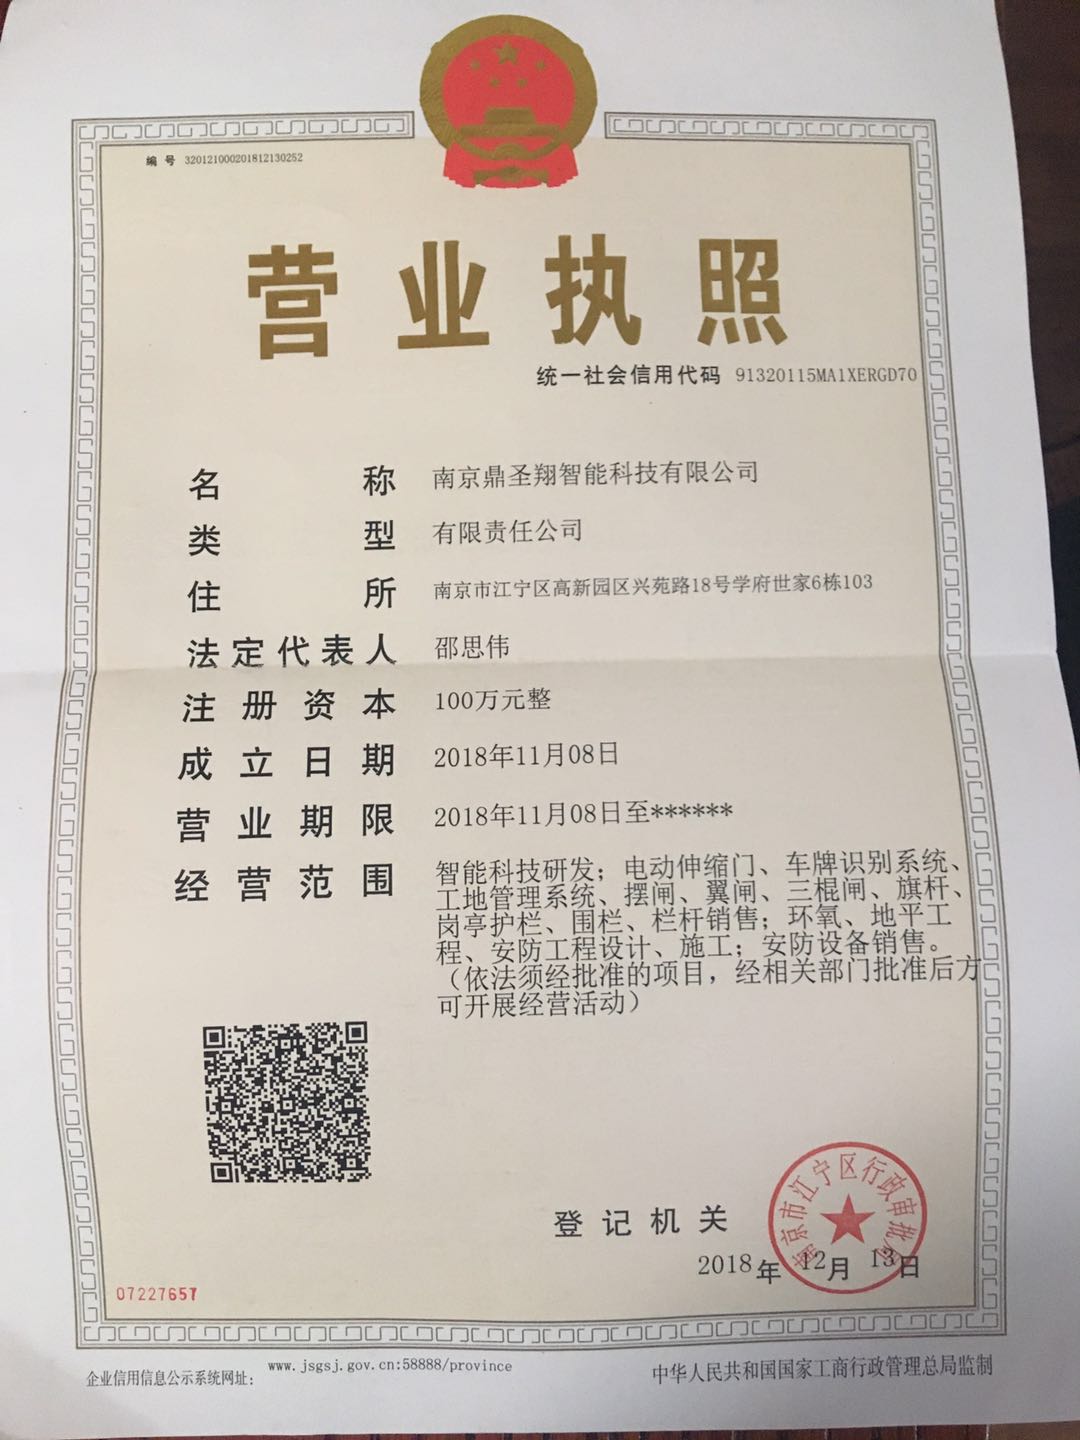 编 号 320121000201812130252
营业执照
统一社会信用代码 91320115MA1XERGD70
名称 南京鼎圣翔智能科技有限公司
类型 有限责任公司
住所 南京市江宁区高新园区兴苑路18号学府世家6栋103
法定代表人 邵思伟
注册资本 100万元整
成立日期 2018年11月08日
营业期限 2018年11月08日至******
经营范围 智能科技研发；电动伸缩门、车牌识别系统、
工地管理系统、摆闸、翼闸、三棍闸、旗杆、
岗亭护栏、围栏、栏杆销售；环氧、地平工
程、安防工程设计、施工；安防设备销售。
（依法须经批准的项目，经相关部门批准后方
可开展经营活动）
登记机关
南京市江宁区行政审批局
2018年12月13日
07227657
企业信用信息公示系统网址： www.jsgsj.gov.cn:58888/province
中华人民共和国国家工商行政管理总局监制